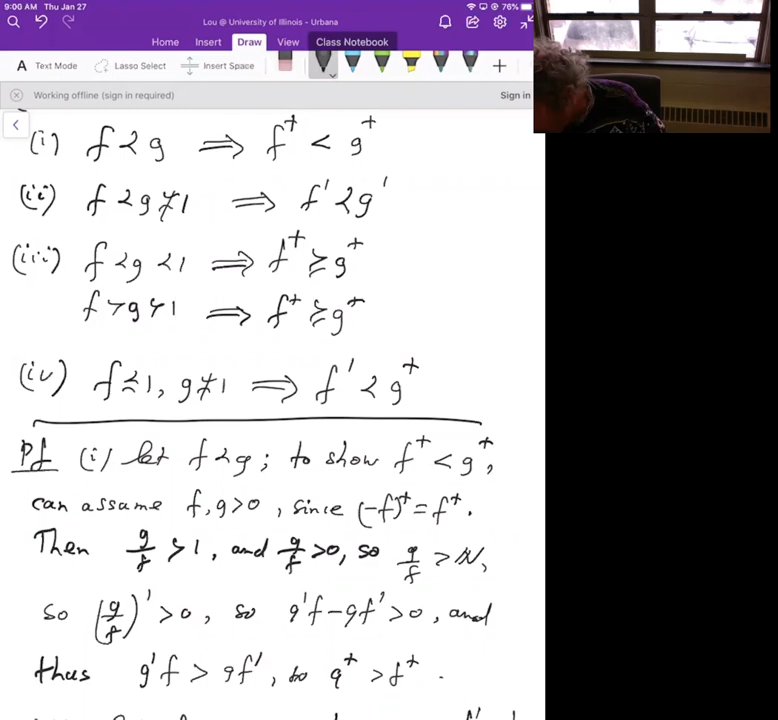 9:00 AM Thu Jan 27
76%
Lou @ University of Illinois - Urbana
Home Insert Draw View Class Notebook
A Text Mode Lasso Select Insert Space
Working offline (sign in required) Sign in
(i) f ≺ g ⟹ f⁺ < g⁺
(ii) f ≺ g ≭ 1 ⟹ f' ≺ g'
(iii) f ≺ g ≺ 1 ⟹ f⁺ ≥ g⁺
f ≻ g ≻ 1 ⟹ f⁺ ≥ g⁺
(iv) f ≼ 1, g ≭ 1 ⟹ f' ≺ g⁺
Pf (i) let f ≺ g; to show f⁺ < g⁺,
can assume f, g > 0, since (-f)⁺ = f⁺.
Then g/f ≻ 1, and g/f > 0, so g/f > ℕ,
so (g/f)' > 0, so g'f - gf' > 0, and
thus g'f > gf', so g⁺ > f⁺.